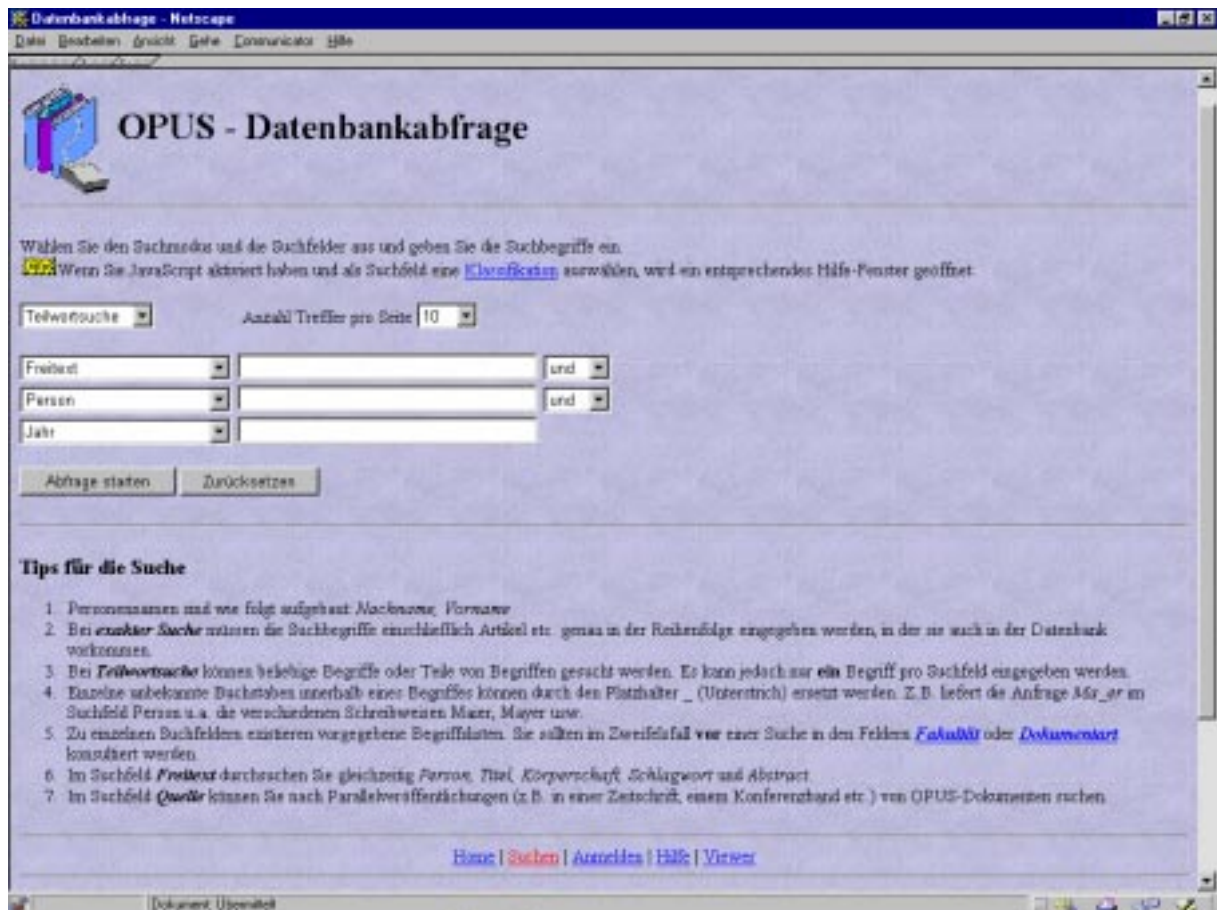 Datenbankabfrage - Netscape
Datei Bearbeiten Ansicht Gehe Communicator Hilfe
OPUS - Datenbankabfrage
Wählen Sie den Suchmodus und die Suchfelder aus und geben Sie die Suchbegriffe ein.
Wenn Sie JavaScript aktiviert haben und als Suchfeld eine Klassifikation auswählen, wird ein entsprechendes Hilfe-Fenster geöffnet
Teilwortsuche Anzahl Treffer pro Seite 10
Freitext und
Person und
Jahr
Abfrage starten Zurücksetzen
Tips für die Suche
1. Personennamen sind wie folgt aufgebaut: Nachname, Vorname
2. Bei exakter Suche müssen die Suchbegriffe einschließlich Artikel etc. genau in der Reihenfolge eingegeben werden, in der sie auch in der Datenbank
vorkommen.
3. Bei Teilwortsuche können beliebige Begriffe oder Teile von Begriffen gesucht werden. Es kann jedoch nur ein Begriff pro Suchfeld eingegeben werden.
4. Einzelne unbekannte Buchstaben innerhalb eines Begriffes können durch den Platzhalter _ (Unterstrich) ersetzt werden. Z.B. liefert die Anfrage Ma_er im
Suchfeld Person u.a. die verschiedenen Schreibweisen Maier, Mayer usw.
5. Zu einzelnen Suchfeldern existieren vorgegebene Begriffslisten. Sie sollten im Zweifelsfall vor einer Suche in den Feldern Fakultät oder Dokumentart
konsultiert werden.
6. Im Suchfeld Freitext durchsuchen Sie gleichzeitig Person, Titel, Körperschaft, Schlagwort und Abstract.
7. Im Suchfeld Quelle können Sie nach Parallelveröffentlichungen (z.B. in einer Zeitschrift, einem Konferenzband etc.) von OPUS-Dokumenten suchen.
Home | Suchen | Anmelden | Hilfe | Viewer
Dokument: Übermittelt